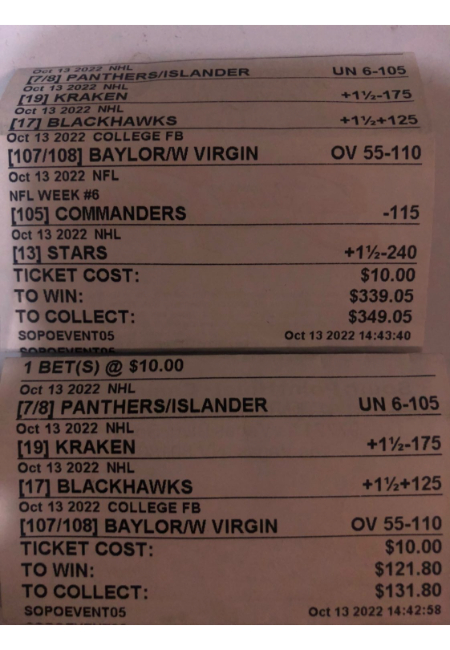 Oct 13 2022 NHL
[7/8] PANTHERS/ISLANDER UN 6-105
Oct 13 2022 NHL
[19] KRAKEN +1½-175
Oct 13 2022 NHL
[17] BLACKHAWKS +1½+125
Oct 13 2022 COLLEGE FB
[107/108] BAYLOR/W VIRGIN OV 55-110
Oct 13 2022 NFL
NFL WEEK #6
[105] COMMANDERS -115
Oct 13 2022 NHL
[13] STARS +1½-240
TICKET COST: $10.00
TO WIN: $339.05
TO COLLECT: $349.05
SOPOEVENT05 Oct 13 2022 14:43:40
SOPOEVENT05
1 BET(S) @ $10.00
Oct 13 2022 NHL
[7/8] PANTHERS/ISLANDER UN 6-105
Oct 13 2022 NHL
[19] KRAKEN +1½-175
Oct 13 2022 NHL
[17] BLACKHAWKS +1½+125
Oct 13 2022 COLLEGE FB
[107/108] BAYLOR/W VIRGIN OV 55-110
TICKET COST: $10.00
TO WIN: $121.80
TO COLLECT: $131.80
SOPOEVENT05 Oct 13 2022 14:42:58